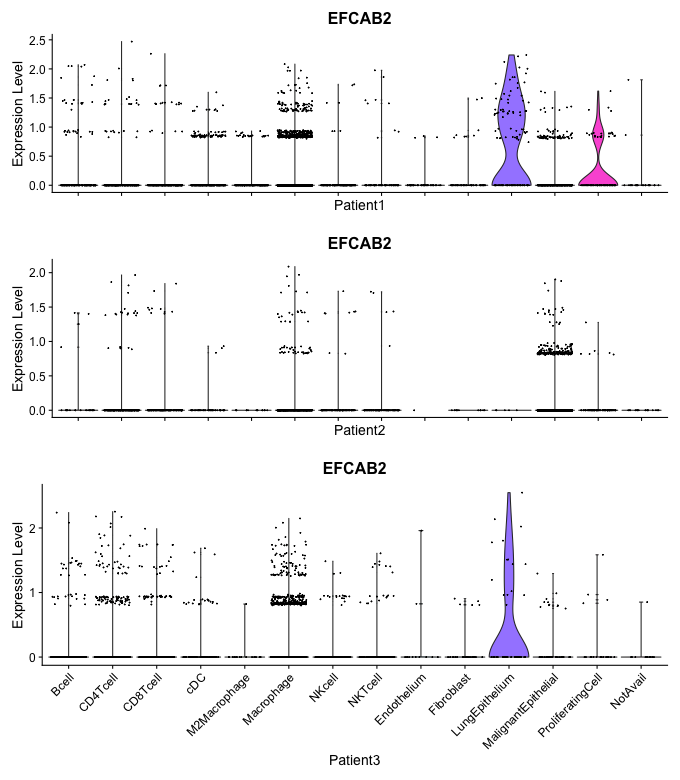 EFCAB2
Expression Level
2.5
2.0
1.5
1.0
0.5
0.0
Patient1
EFCAB2
Expression Level
2.0
1.5
1.0
0.5
0.0
Patient2
EFCAB2
Expression Level
2
1
0
Bcell
CD4Tcell
CD8Tcell
cDC
M2Macrophage
Macrophage
NKcell
NKTcell
Endothelium
Fibroblast
LungEpithelium
MalignantEpithelial
ProliferatingCell
NotAvail
Patient3